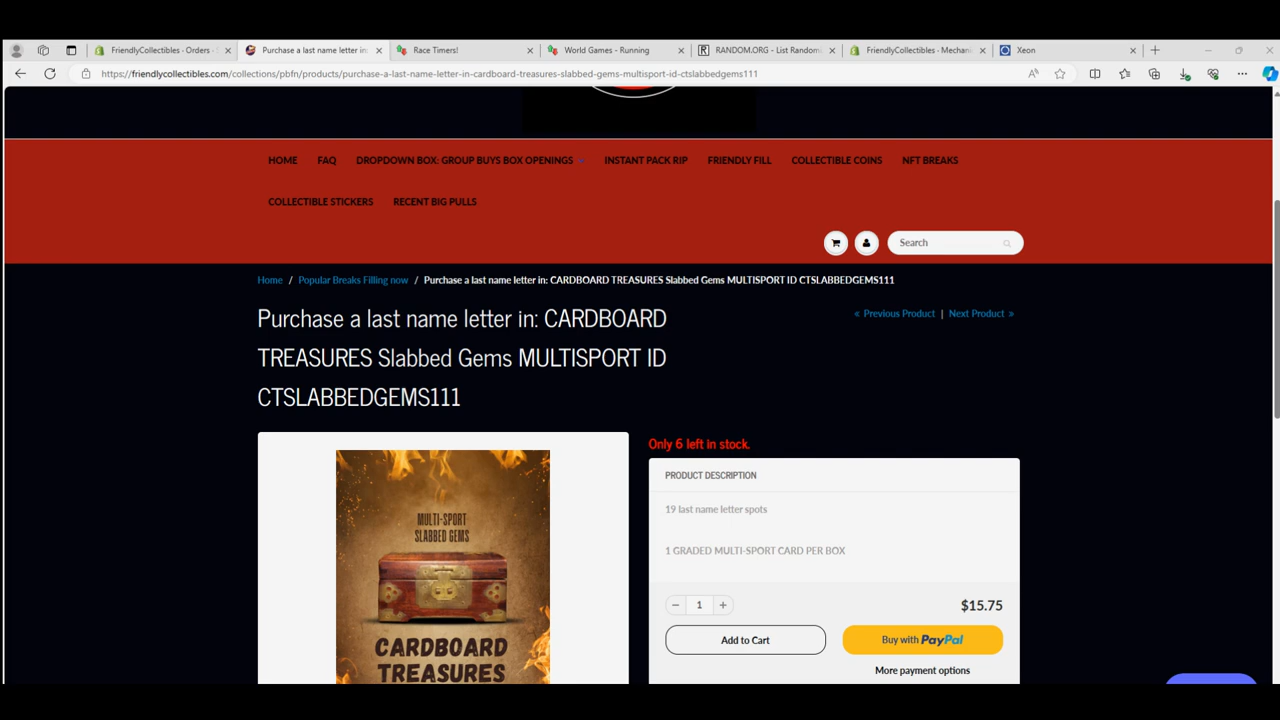 FriendlyCollectibles - Orders - S
Purchase a last name letter in:
Race Timers!
World Games - Running
RANDOM.ORG - List Randomi
FriendlyCollectibles - Mechani
Xeon
https://friendlycollectibles.com/collections/pbfn/products/purchase-a-last-name-letter-in-cardboard-treasures-slabbed-gems-multisport-id-ctslabbedgems111
HOME
FAQ
DROPDOWN BOX: GROUP BUYS BOX OPENINGS
INSTANT PACK RIP
FRIENDLY FILL
COLLECTIBLE COINS
NFT BREAKS
COLLECTIBLE STICKERS
RECENT BIG PULLS
Search
Home / Popular Breaks Filling now / Purchase a last name letter in: CARDBOARD TREASURES Slabbed Gems MULTISPORT ID CTSLABBEDGEMS111
Purchase a last name letter in: CARDBOARD
TREASURES Slabbed Gems MULTISPORT ID
CTSLABBEDGEMS111
« Previous Product | Next Product »
MULTI-SPORT
SLABBED GEMS
CARDBOARD
TREASURES
Only 6 left in stock.
PRODUCT DESCRIPTION
19 last name letter spots
1 GRADED MULTI-SPORT CARD PER BOX
− 1 +
$15.75
Add to Cart
Buy with PayPal
More payment options